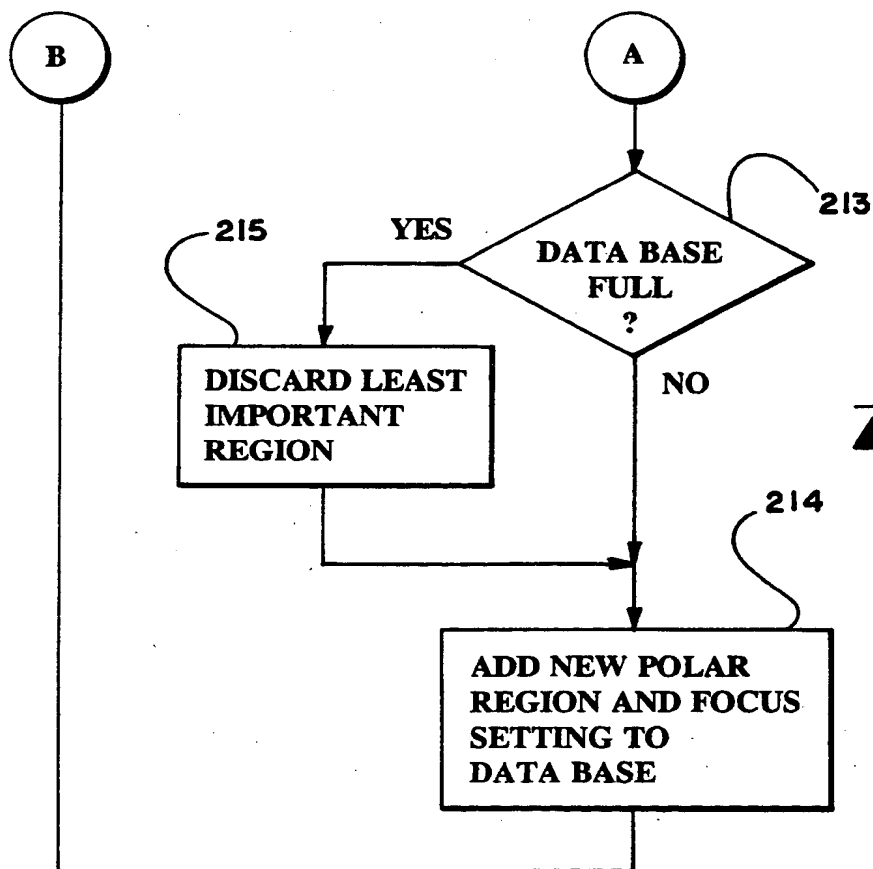 B
A
213
DATA BASE
FULL
?
YES
215
NO
DISCARD LEAST
IMPORTANT
REGION
214
ADD NEW POLAR
REGION AND FOCUS
SETTING TO
DATA BASE